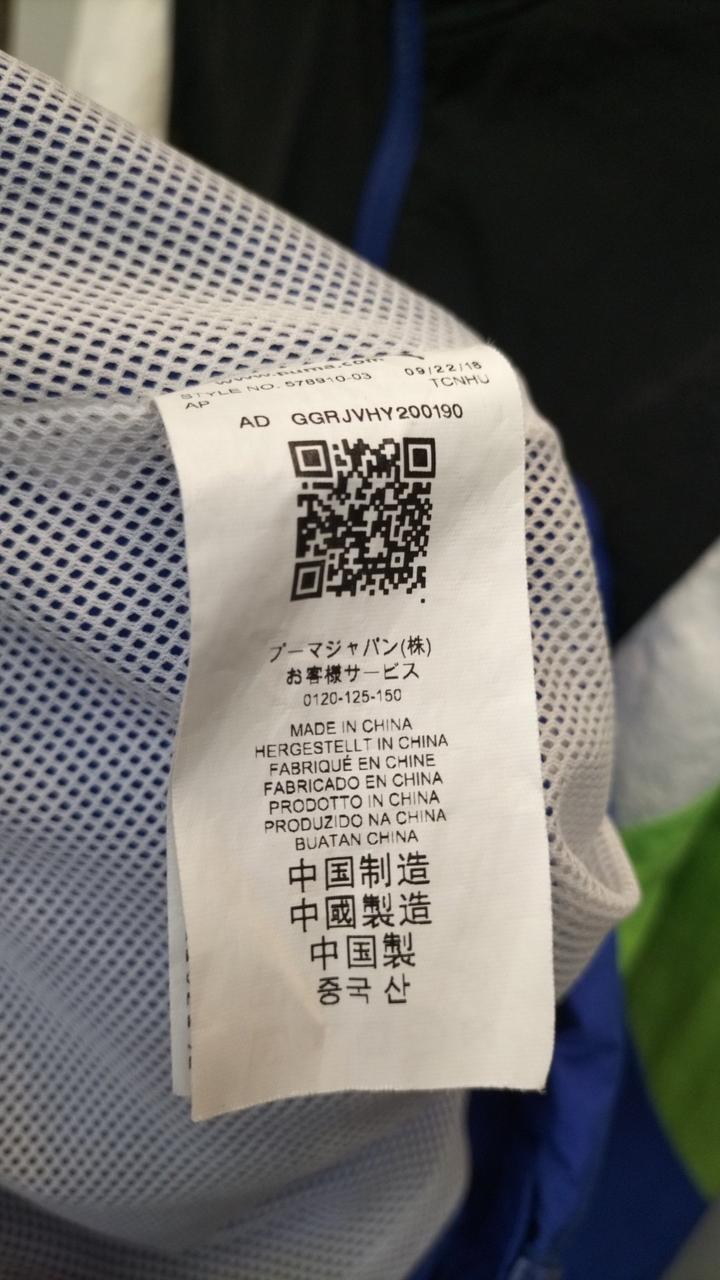 www.puma.com
STYLE NO. 578910-03 09/22/18
AP TCNHU
AD GGRJVHY200190
プーマジャパン(株)
お客様サービス
0120-125-150
MADE IN CHINA
HERGESTELLT IN CHINA
FABRIQUÉ EN CHINE
FABRICADO EN CHINA
PRODOTTO IN CHINA
PRODUZIDO NA CHINA
BUATAN CHINA
中国制造
中國製造
中国製
중국 산